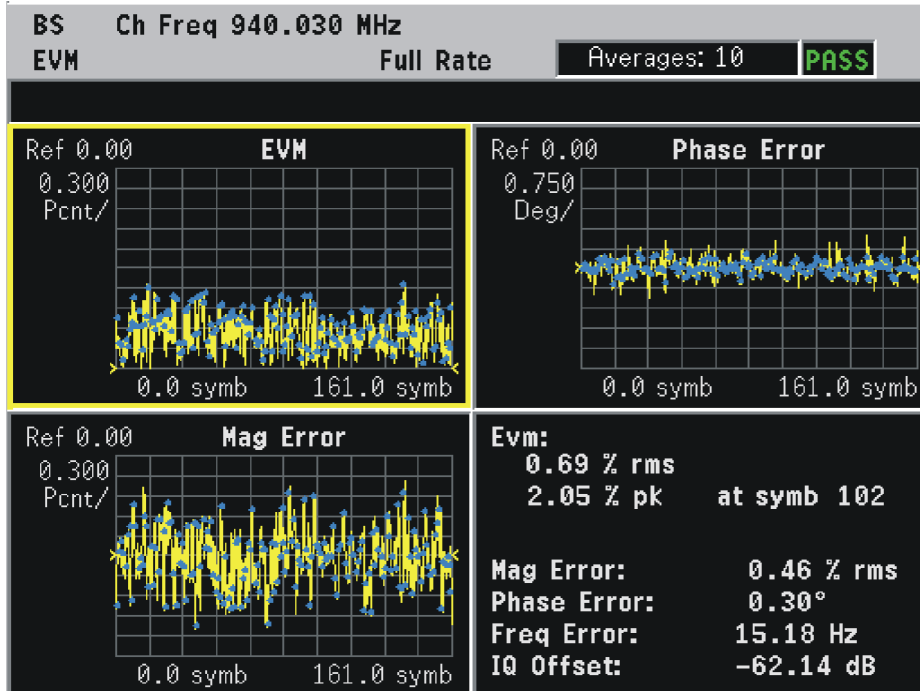 BS Ch Freq 940.030 MHz
EVM Full Rate Averages: 10 PASS
Ref 0.00 EVM
0.300
Pcnt/
0.0 symb 161.0 symb
Ref 0.00 Phase Error
0.750
Deg/
0.0 symb 161.0 symb
Ref 0.00 Mag Error
0.300
Pcnt/
0.0 symb 161.0 symb
Evm:
0.69 % rms
2.05 % pk at symb 102
Mag Error: 0.46 % rms
Phase Error: 0.30°
Freq Error: 15.18 Hz
IQ Offset: -62.14 dB